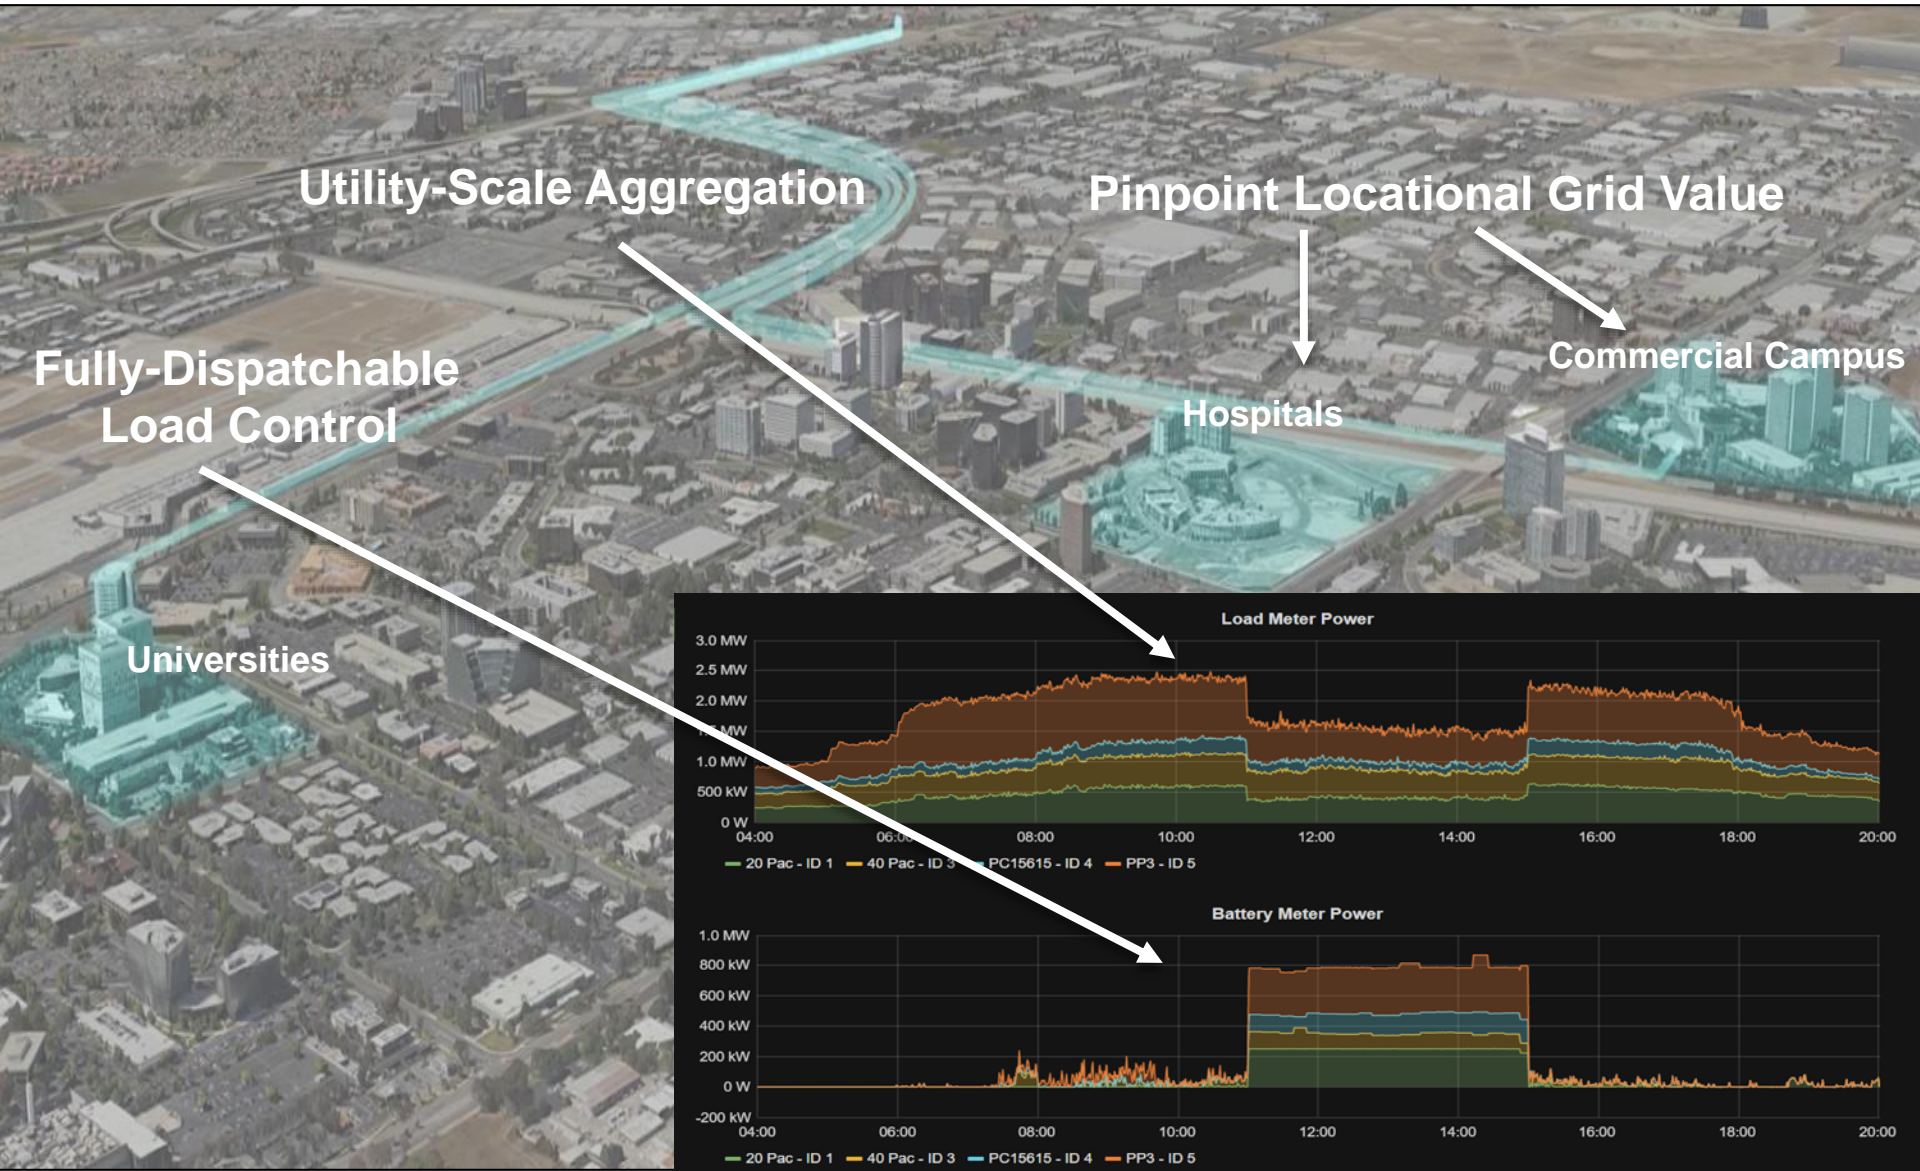 Utility-Scale Aggregation
Pinpoint Locational Grid Value
Fully-Dispatchable
Load Control
Commercial Campus
Hospitals
Universities
Load Meter Power
3.0 MW
2.5 MW
2.0 MW
MW
1.0 MW
500 kW
0 W
04:00 06:00 08:00 10:00 12:00 14:00 16:00 18:00 20:00
20 Pac - ID 1 40 Pac - ID 3 PC15615 - ID 4 PP3 - ID 5
Battery Meter Power
1.0 MW
800 kW
600 kW
400 kW
200 kW
0 W
-200 kW
04:00 06:00 08:00 10:00 12:00 14:00 16:00 18:00 20:00
20 Pac - ID 1 40 Pac - ID 3 PC15615 - ID 4 PP3 - ID 5